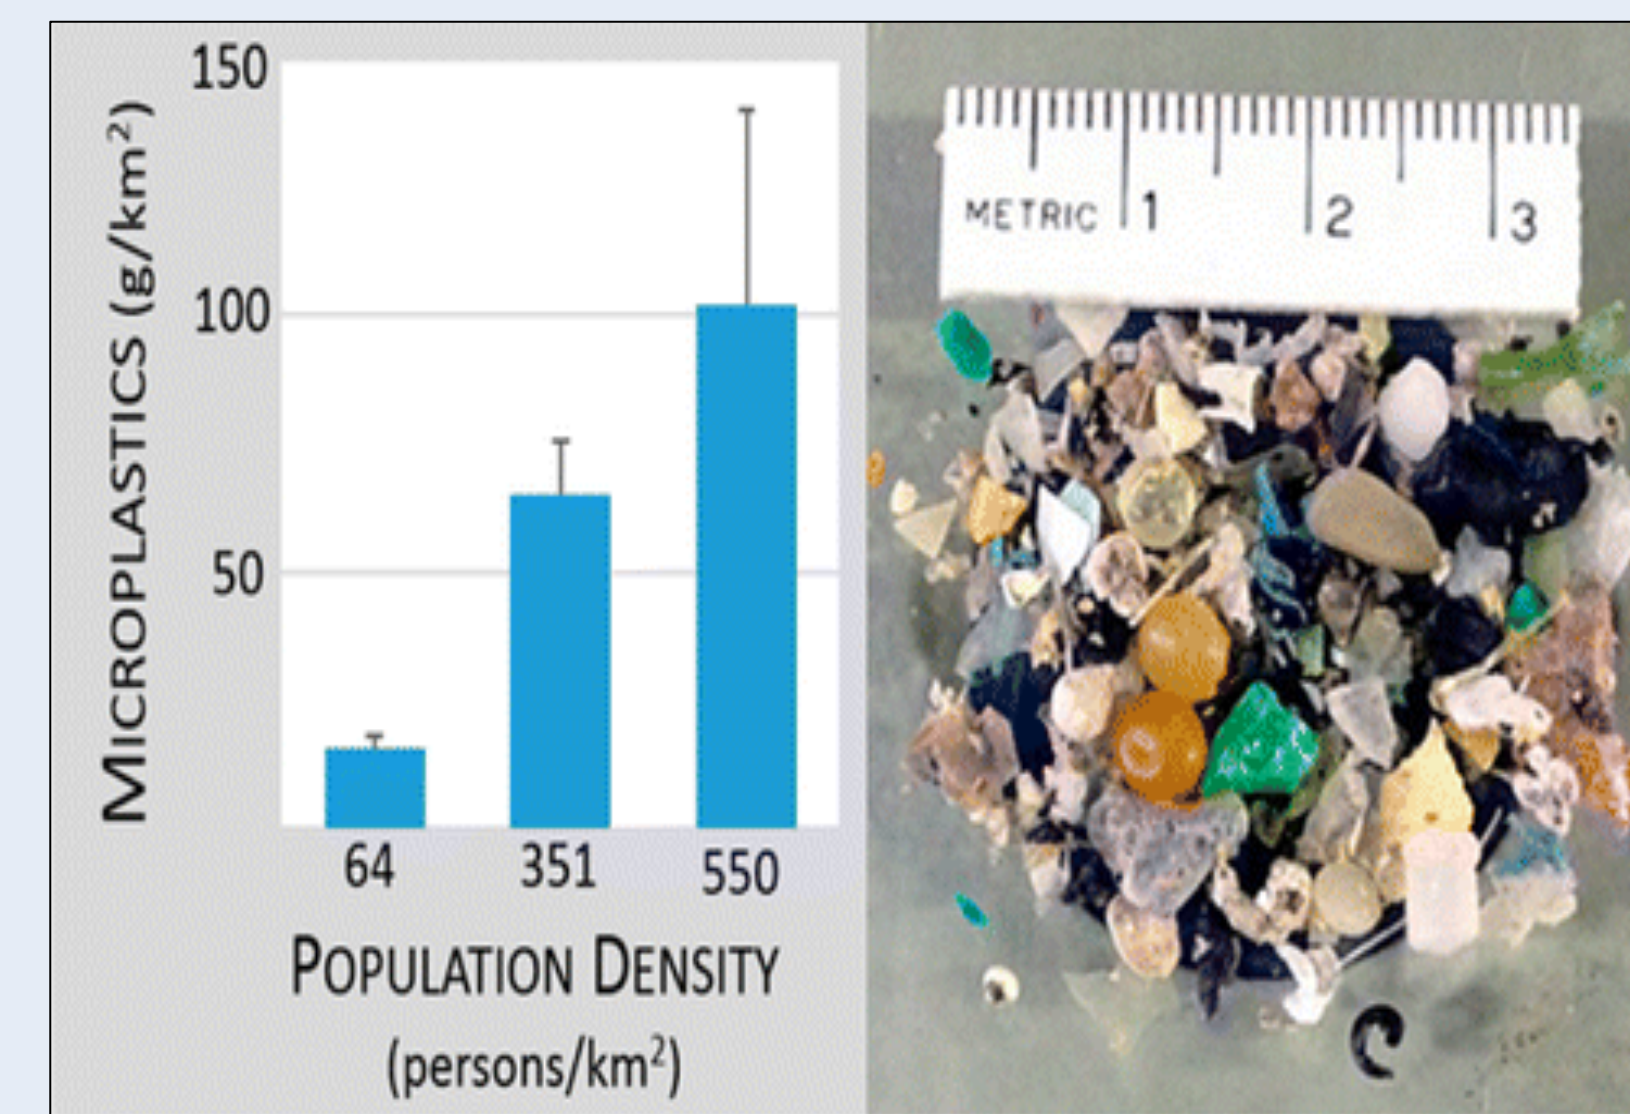 150
100
50
MICROPLASTICS (g/km²)
64 351 550
POPULATION DENSITY
(persons/km²)
METRIC 1 2 3